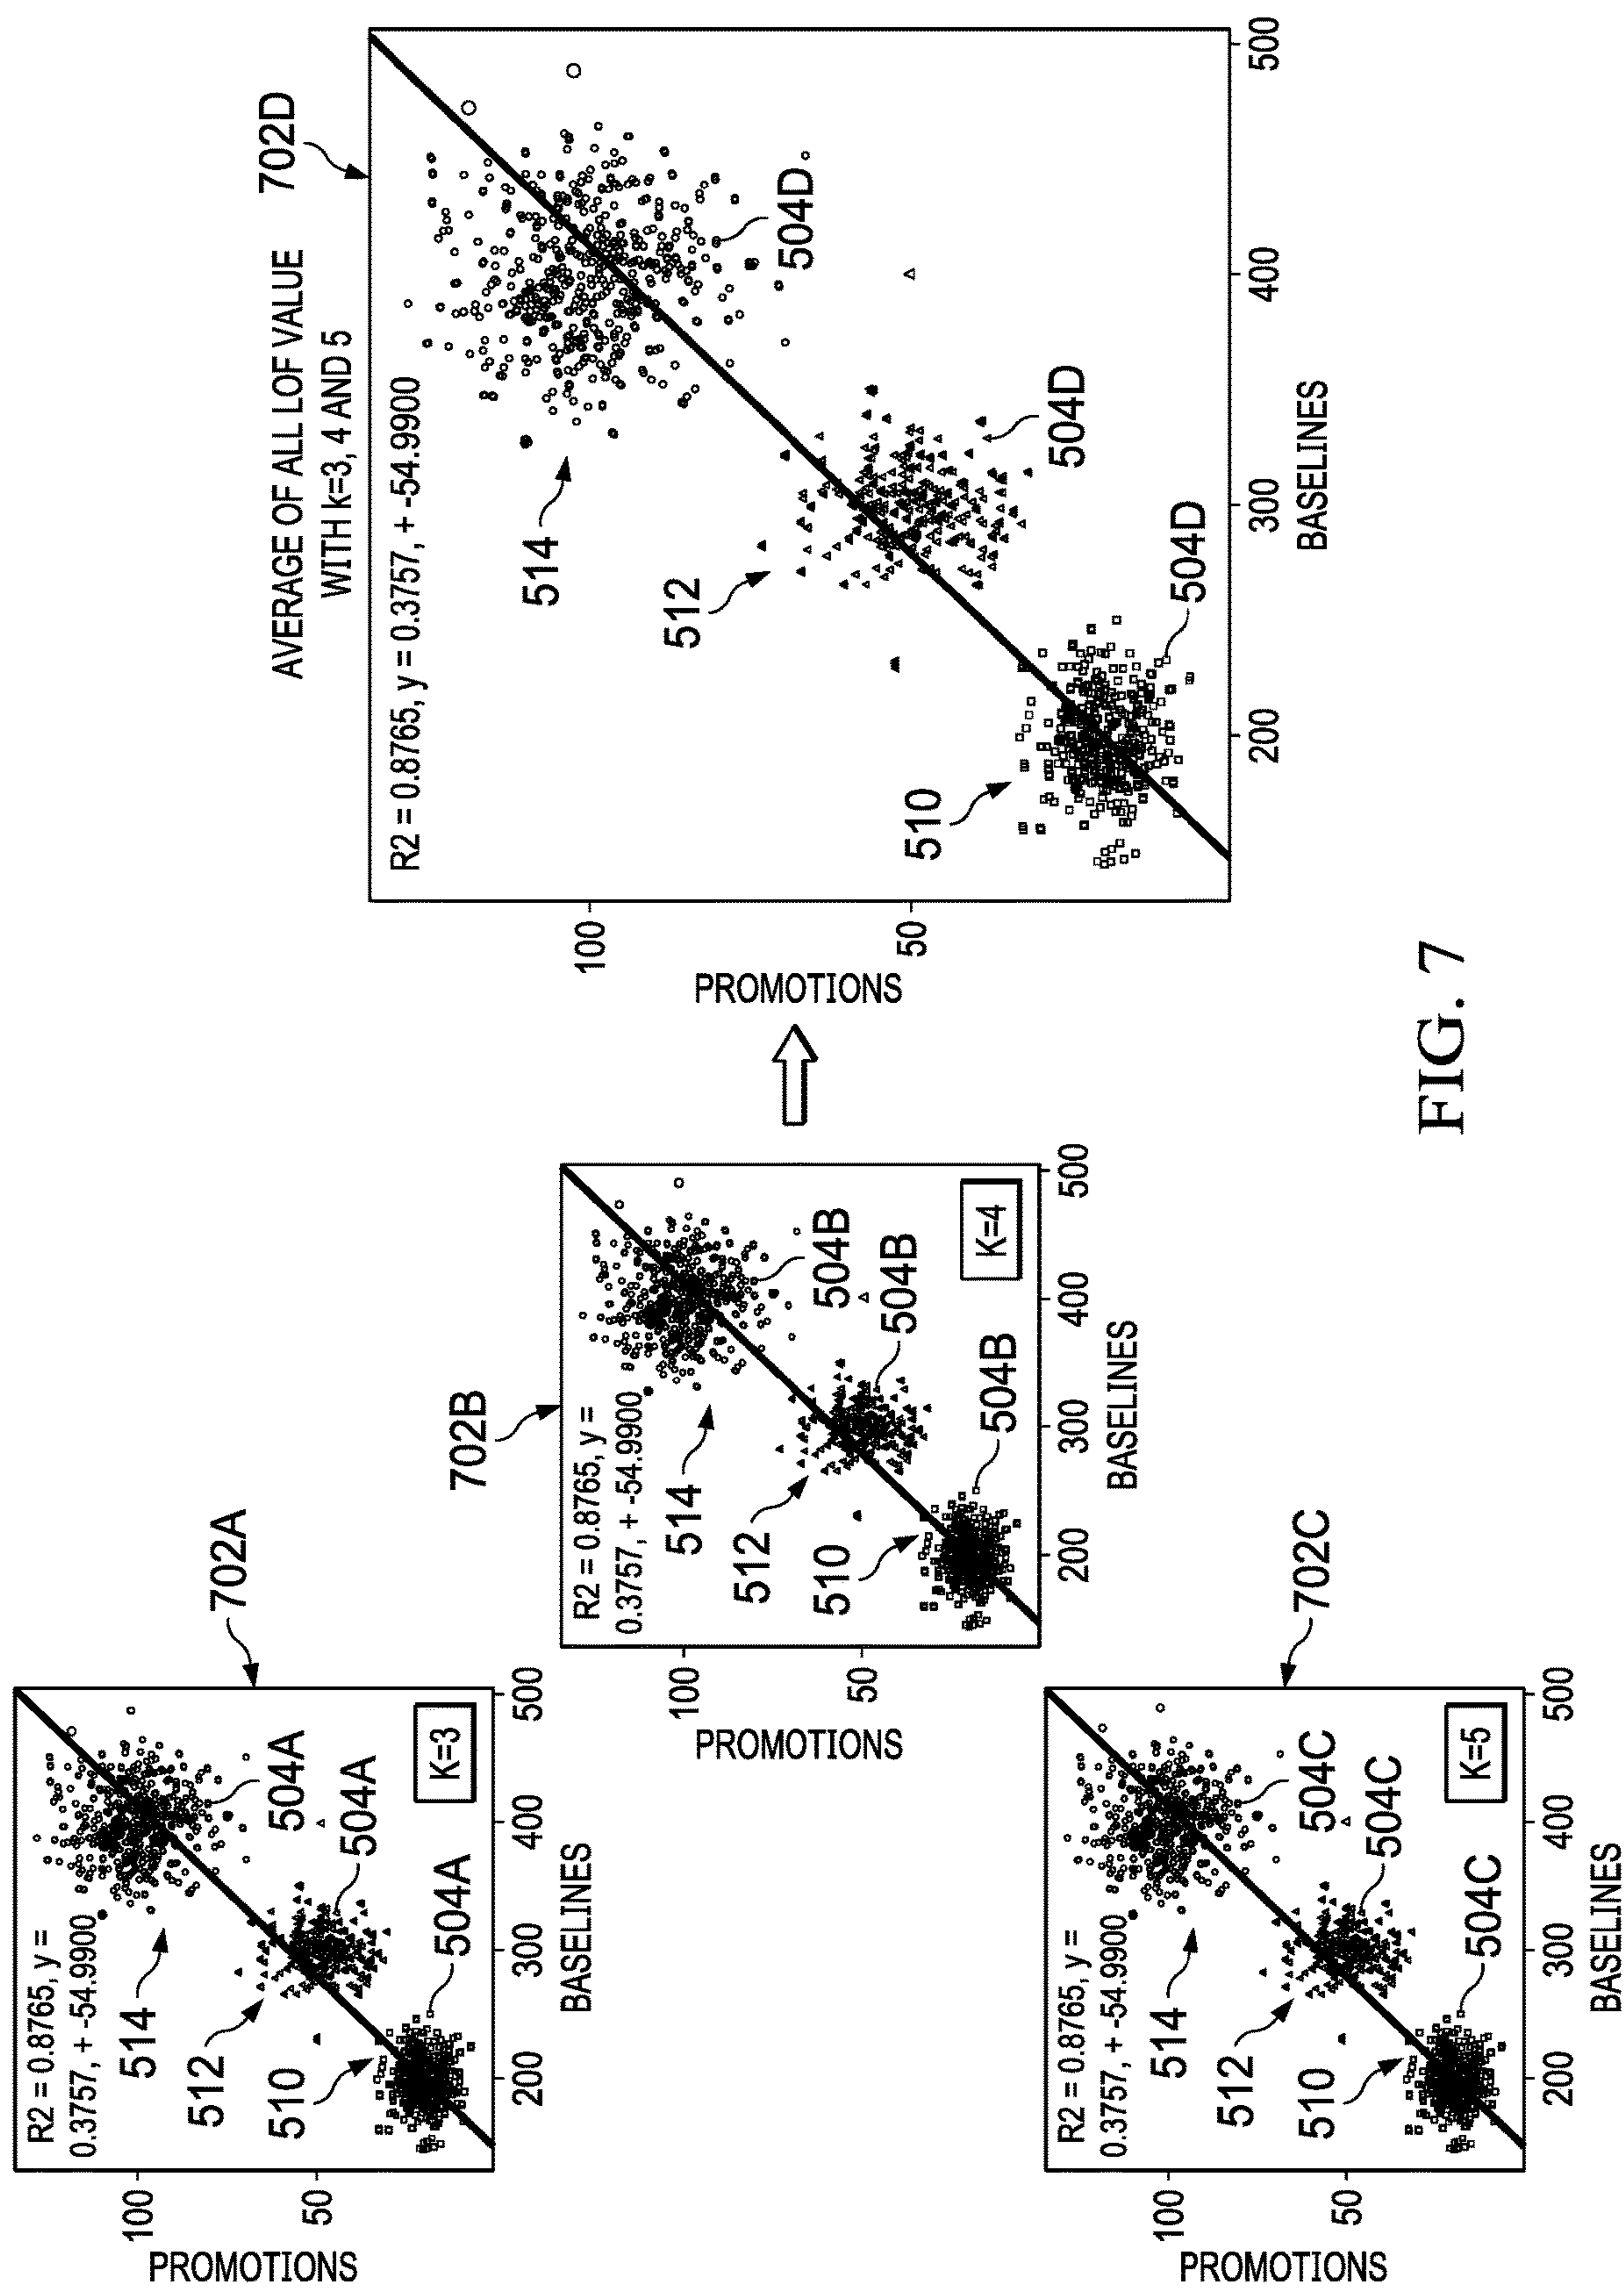 702A
R2 = 0.8765, y =
0.3757, + -54.9900
514
512
510
504A
504A
504A
K=3
100
50
PROMOTIONS
200
300
400
500
BASELINES
702B
R2 = 0.8765, y =
0.3757, + -54.9900
514
512
510
504B
504B
504B
K=4
100
50
PROMOTIONS
200
300
400
500
BASELINES
702C
R2 = 0.8765, y =
0.3757, + -54.9900
514
512
510
504C
504C
504C
K=5
100
50
PROMOTIONS
200
300
400
500
BASELINES
AVERAGE OF ALL LOF VALUE
WITH k=3, 4 AND 5
702D
R2 = 0.8765, y = 0.3757, + -54.9900
514
512
510
504D
504D
504D
100
50
PROMOTIONS
200
300
400
500
BASELINES
FIG. 7